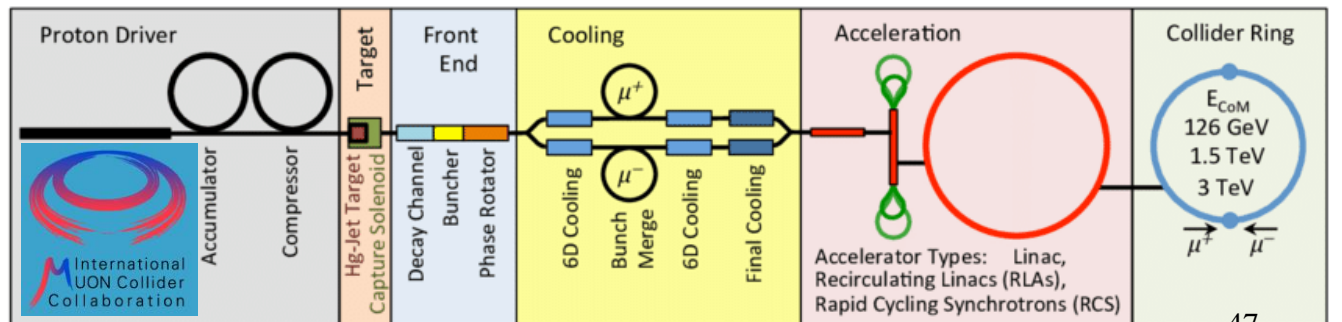 Proton Driver
Accumulator
Compressor
International
MUON Collider
Collaboration
Target
Hg-Jet Target
Capture Solenoid
Front
End
Decay Channel
Buncher
Phase Rotator
Cooling
μ+
μ−
6D Cooling
Bunch
Merge
6D Cooling
Final Cooling
Acceleration
Accelerator Types: Linac,
Recirculating Linacs (RLAs),
Rapid Cycling Synchrotrons (RCS)
Collider Ring
ECoM
126 GeV
1.5 TeV
3 TeV
μ+ μ−